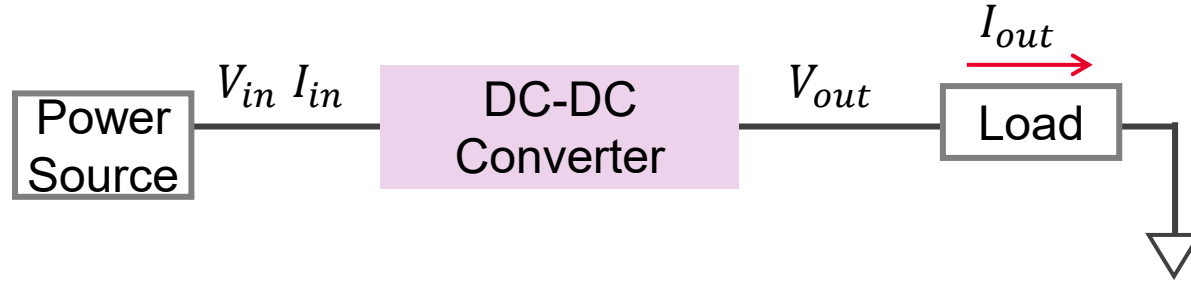 I_out
V_in I_in
V_out
Power
Source
DC-DC
Converter
Load